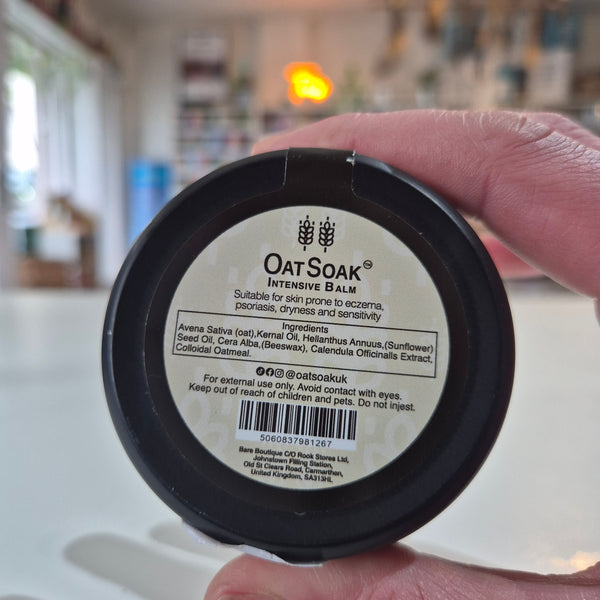 OATSOAK™
INTENSIVE BALM
Suitable for skin prone to eczema,
psoriasis, dryness and sensitivity
Ingredients
Avena Sativa (oat),Kernal Oil, Helianthus Annuus,(Sunflower)
Seed Oil, Cera Alba,(Beeswax), Calendula Officinalis Extract,
Colloidal Oatmeal.
@oatsoakuk
For external use only. Avoid contact with eyes.
Keep out of reach of children and pets. Do not injest.
5060837981267
Bare Boutique C/O Rook Stores Ltd,
Johnstown Filling Station,
Old St Clears Road, Carmarthen,
United Kingdom, SA313HL